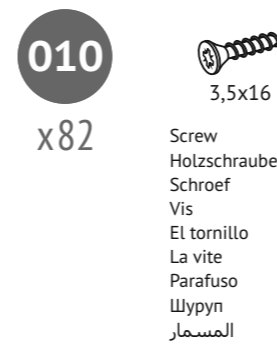 010
x82
3,5x16
Screw
Holzschraube
Schroef
Vis
El tornillo
La vite
Parafuso
Шуруп
المسمار